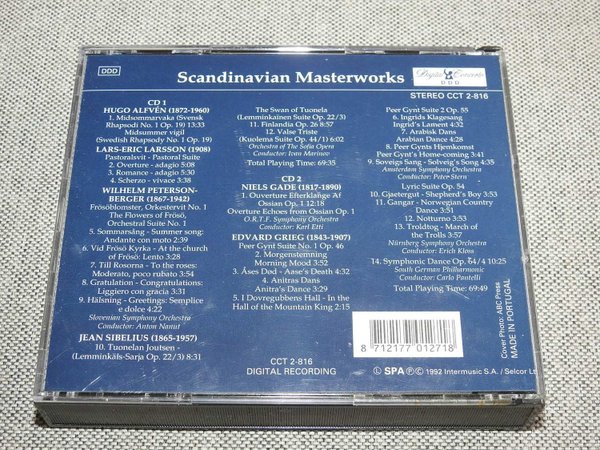 DDD
Scandinavian Masterworks
Digital Concerto
DDD
STEREO CCT 2-816
CD 1
HUGO ALFVÉN (1872-1960)
1. Midsommarvaka (Svensk
Rhapsodi No 1 Op. 19) 13:33
Midsummer vigil
(Swedish Rhapsody No 1 Op. 19)
LARS-ERIC LARSSON (1908)
Pastoralsvit - Pastoral Suite
2. Overture - adagio 5:08
3. Romance - adagio 5:30
4. Scherzo - vivace 3:38
WILHELM PETERSON-
BERGER (1867-1942)
Frösöblomster, Orkestervit No 1
The Flowers of Frösö,
Orchestral Suite No 1
5. Sommarsång - Summer song:
Andante con moto 2:39
6. Vid Frösö Kyrka - At the church
of Frösö: Lento 3:28
7. Till Rosorna - To the roses:
Moderato, poco rubato 3:54
8. Gratulation - Congratulations:
Liggiero con gracia 3:31
9. Hälsning - Greetings: Semplice
e dolce 4:22
Slovenian Symphony Orchestra
Conductor: Anton Nanut
JEAN SIBELIUS (1865-1957)
10. Tuonelan Joutsen -
(Lemminkäfs-Sarja Op. 22/3) 8:31
The Swan of Tuonela
(Lemminkainen Suite Op. 22/3)
11. Finlandia Op. 26 8:57
12. Valse Triste
(Kuolema Suite Op. 44/1) 6:02
Orchestra of The Sofia Opera
Conductor: Ioan Marinov
Total Playing Time: 69:35
CD 2
NIELS GADE (1817-1890)
1. Ouverture Efterklänge Af
Ossian Op. 1 12:18
Overture Echoes from Ossian Op. 1
O.R.T.F. Symphony Orchestra
Conductor: Karl Etti
EDVARD GRIEG (1843-1907)
Peer Gynt Suite No 1 Op. 46
2. Morgenstemning
Morning Mood 3:52
3. Åses Død - Aase's Death 4:32
4. Anitras Dans
Anitra's Dance 3:29
5. I Dovregubbens Hall - In the
Hall of the Mountain King 2:15
CCT 2-816
DIGITAL RECORDING
Peer Gynt Suite 2 Op. 55
6. Ingrids Klagesang
Ingrid's Lament 4:32
7. Arabisk Dans
Arabian Dance 4:28
8. Peer Gynts Hjemkomst
Peer Gynt's Home-coming 3:41
9. Solveigs Sang - Solveig's Song 4:35
Amsterdam Symphony Orchestra
Conductor: Peter Stern
Lyric Suite Op. 54
10. Gjaetergut - Shepherd's Boy 3:53
11. Gangar - Norwegian Country
Dance 3:51
12. Notturno 3:53
13. Troldtog - March of
the Trolls 3:57
Nürnberg Symphony Orchestra
Conductor: Erich Kloss
14. Symphonic Dance Op. 64/4 10:25
South German Philharmonic
Conductor: Carlo Pantelli
Total Playing Time: 69:49
8 712177 012718
SPA 1992 Intermusic S.A. / Selcor Lt
Cover Photo: ABC Press
MADE IN PORTUGAL